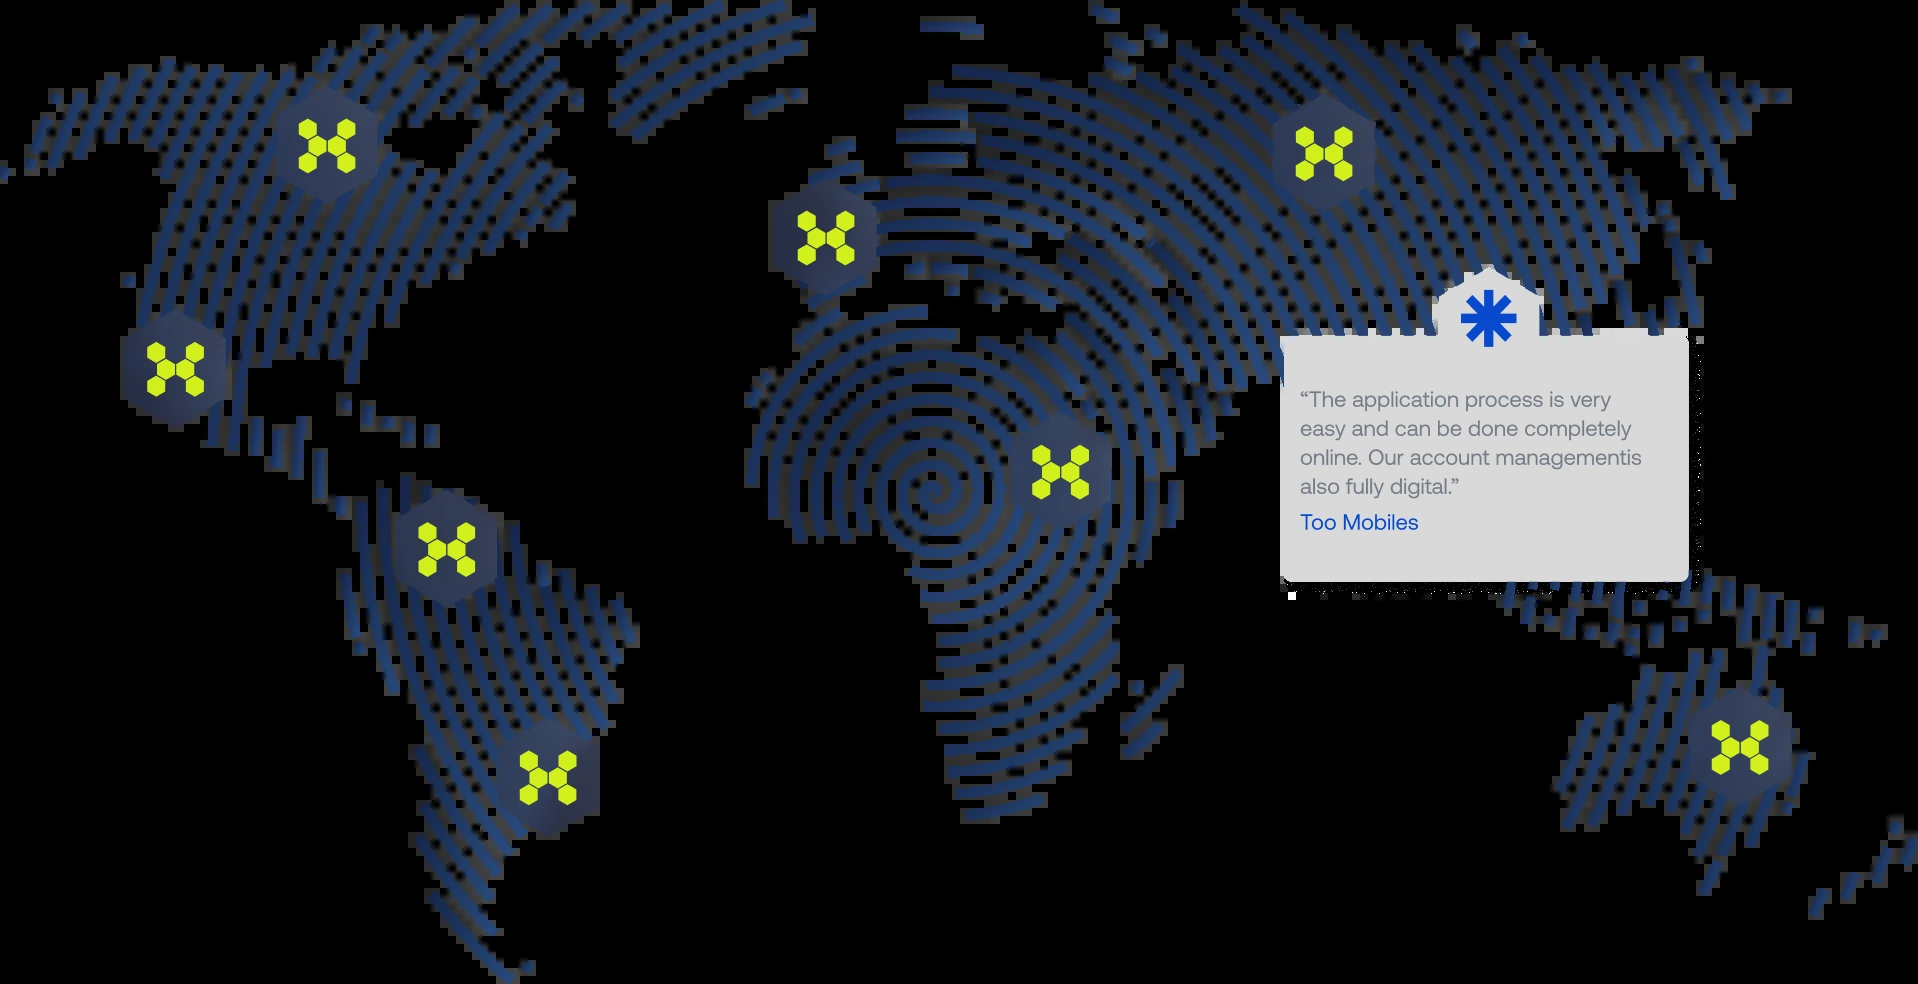 “The application process is very
easy and can be done completely
online. Our account managementis
also fully digital.”
Too Mobiles